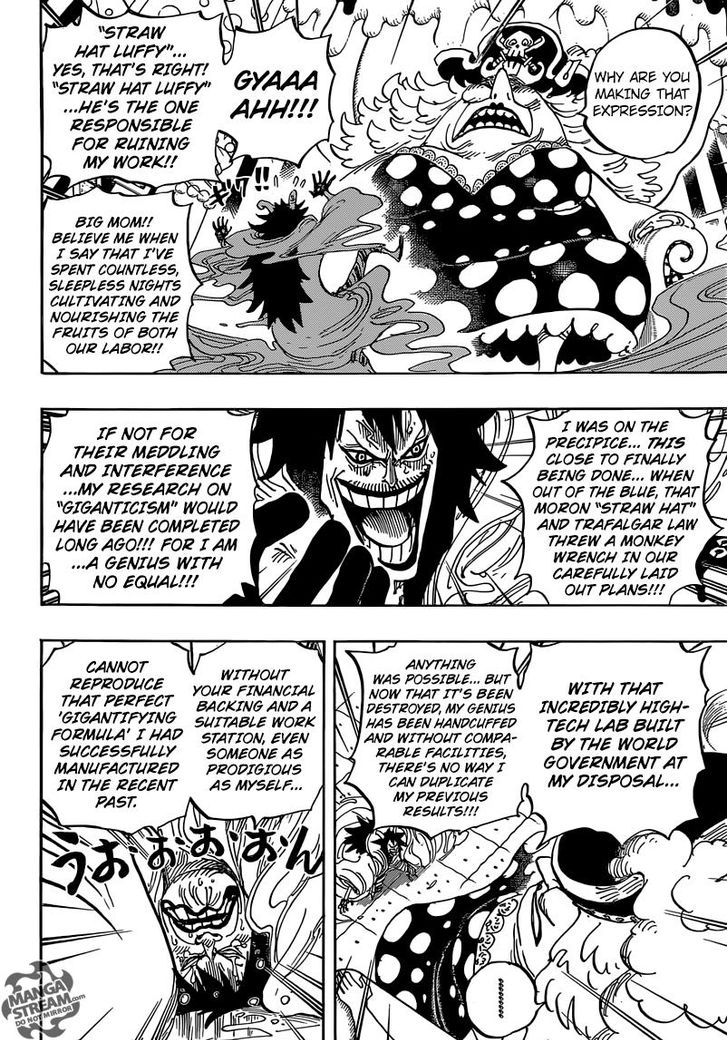 WHY ARE YOU
MAKING THAT
EXPRESSION?
GYAAA
AHH!!!
"STRAW
HAT LUFFY"...
YES, THAT'S RIGHT!
"STRAW HAT LUFFY"
...HE'S THE ONE
RESPONSIBLE
FOR RUINING
MY WORK!!
!!
BIG MOM!!
BELIEVE ME WHEN
I SAY THAT I'VE
SPENT COUNTLESS,
SLEEPLESS NIGHTS
CULTIVATING AND
NOURISHING THE
FRUITS OF BOTH
OUR LABOR!!
I WAS ON THE
PRECIPICE... THIS
CLOSE TO FINALLY
BEING DONE... WHEN
OUT OF THE BLUE, THAT
MORON "STRAW HAT"
AND TRAFALGAR LAW
THREW A MONKEY
WRENCH IN OUR
CAREFULLY LAID
OUT PLANS!!!
IF NOT FOR
THEIR MEDDLING
AND INTERFERENCE
...MY RESEARCH ON
"GIGANTICISM" WOULD
HAVE BEEN COMPLETED
LONG AGO!!! FOR I AM
...A GENIUS WITH
NO EQUAL!!!
WITH THAT
INCREDIBLY HIGH-
TECH LAB BUILT
BY THE WORLD
GOVERNMENT AT
MY DISPOSAL...
ANYTHING
WAS POSSIBLE... BUT
NOW THAT IT'S BEEN
DESTROYED, MY GENIUS
HAS BEEN HANDCUFFED
AND WITHOUT COMPA-
RABLE FACILITIES,
THERE'S NO WAY I
CAN DUPLICATE
MY PREVIOUS
RESULTS!!!
..........
WITHOUT
YOUR FINANCIAL
BACKING AND A
SUITABLE WORK
STATION, EVEN
SOMEONE AS
PRODIGIOUS
AS MYSELF...
CANNOT
REPRODUCE
THAT PERFECT
'GIGANTIFYING
FORMULA' I HAD
SUCCESSFULLY
MANUFACTURED
IN THE RECENT
PAST.
うおおおおん
MANGA
STREAM.com
DO NOT MIRROR